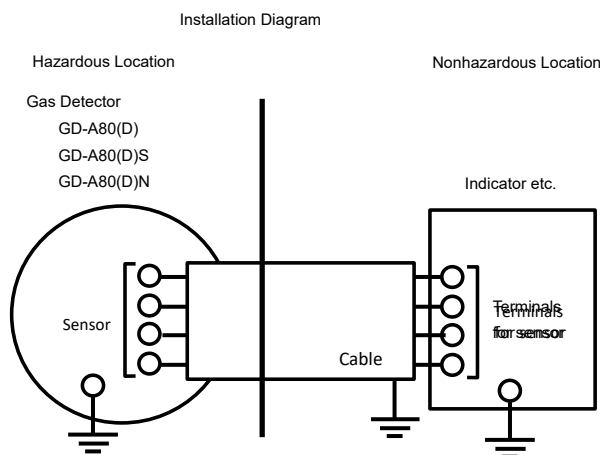 Installation Diagram
Hazardous Location
Nonhazardous Location
Gas Detector
GD-A80(D)
GD-A80(D)S
GD-A80(D)N
Indicator etc.
Sensor
Terminals
for sensor
Cable